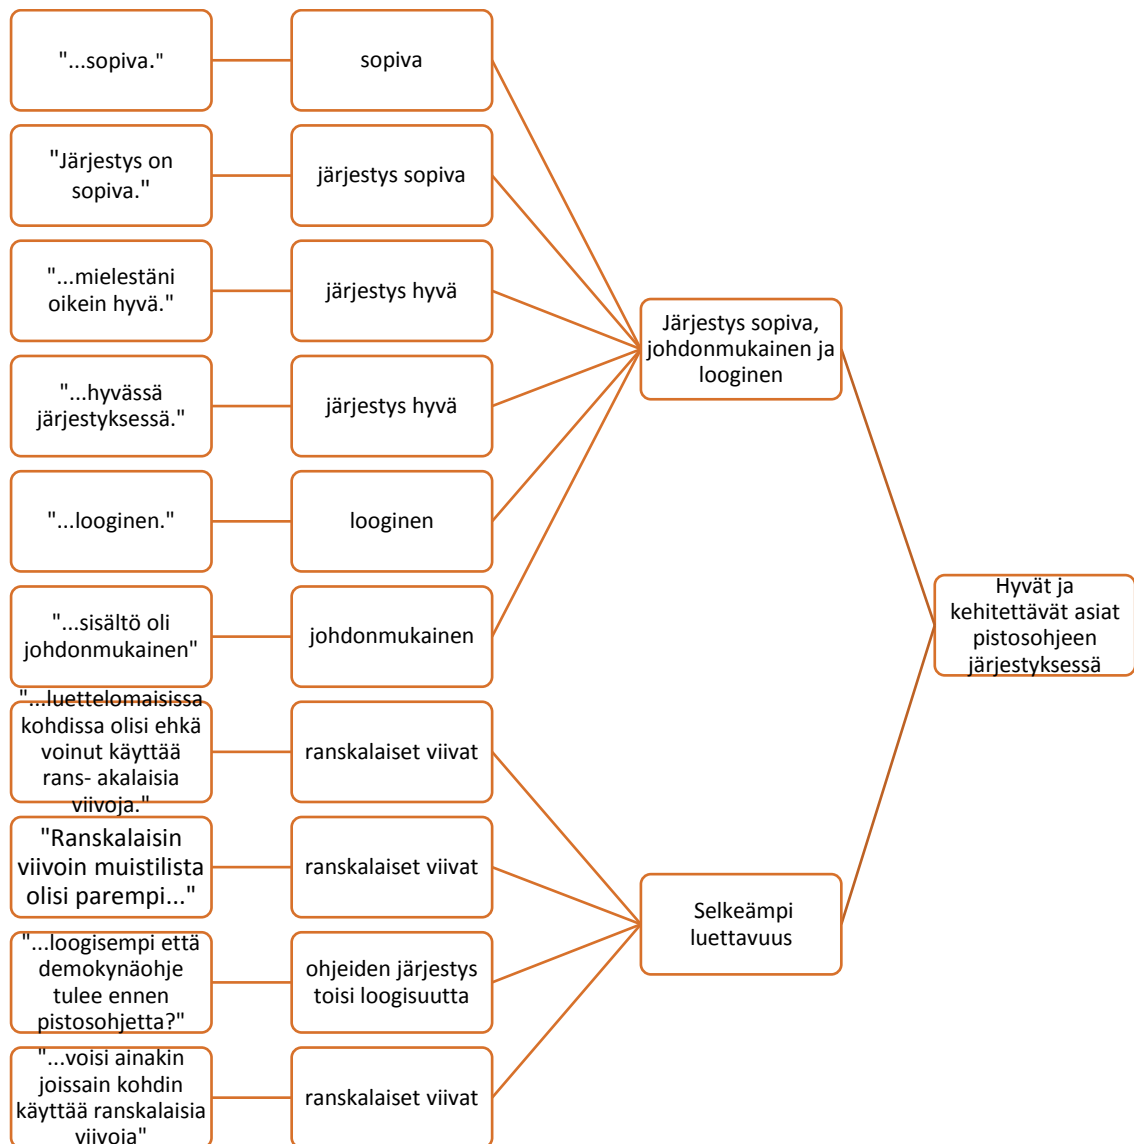 "...sopiva."
sopiva
"Järjestys on
sopiva."
järjestys sopiva
"...mielestäni
oikein hyvä."
järjestys hyvä
"...hyvässä
järjestyksessä."
järjestys hyvä
"...looginen."
looginen
"...sisältö oli
johdonmukainen"
johdonmukainen
"...luettelomaisissa
kohdissa olisi ehkä
voinut käyttää
rans- akalaisia
viivoja."
ranskalaiset viivat
"Ranskalaisin
viivoin muistilista
olisi parempi..."
ranskalaiset viivat
"...loogisempi että
demokynäohje
tulee ennen
pistosohjetta?"
ohjeiden järjestys
toisi loogisuutta
"...voisi ainakin
joissain kohdin
käyttää ranskalaisia
viivoja"
ranskalaiset viivat
Järjestys sopiva,
johdonmukainen ja
looginen
Selkeämpi
luettavuus
Hyvät ja
kehitettävät asiat
pistosohjeen
järjestyksessä